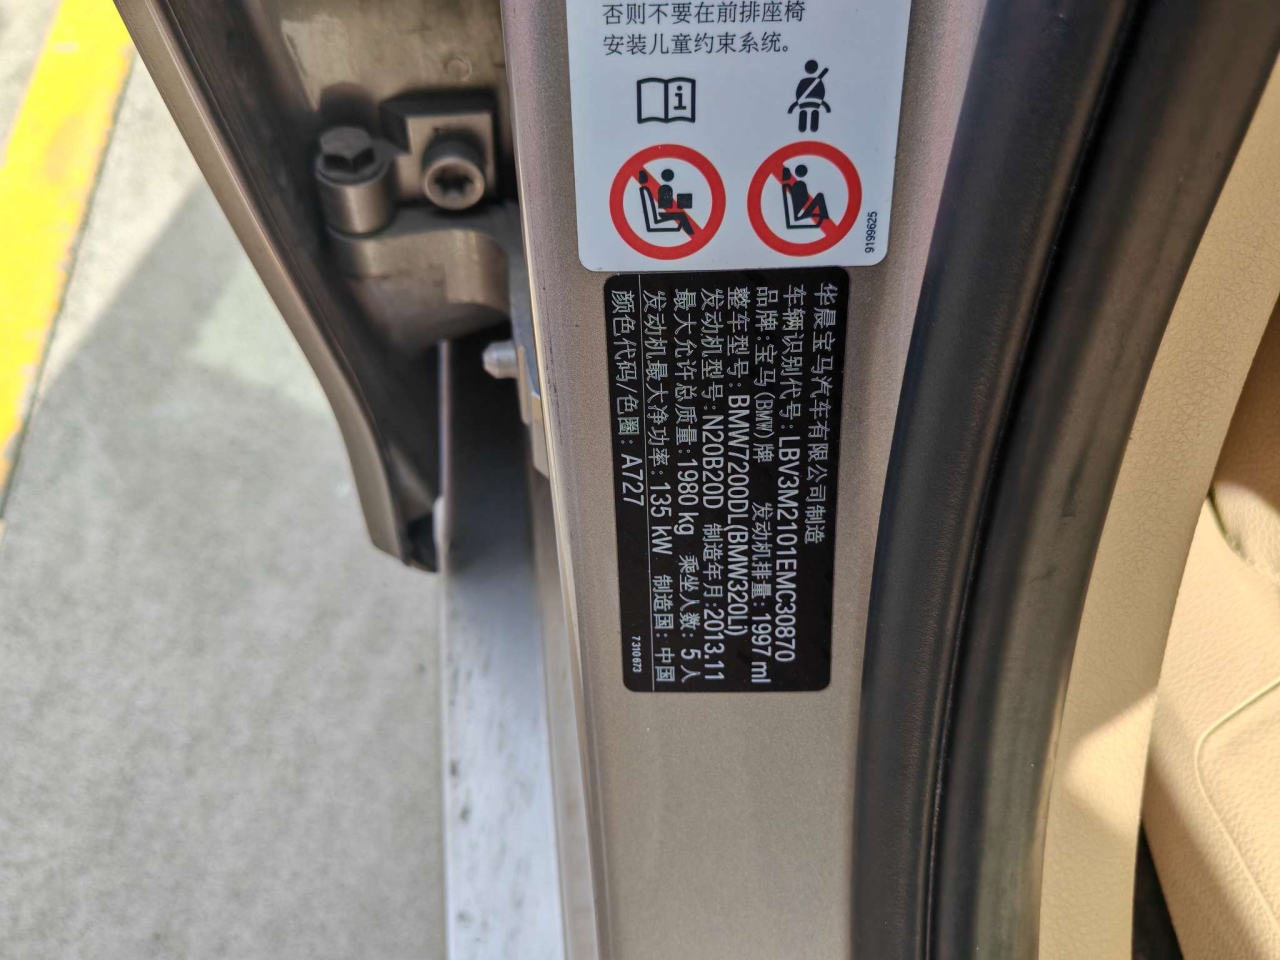 否则不要在前排座椅
安装儿童约束系统。
9199625
华晨宝马汽车有限公司制造
车辆识别代号:LBV3M2101EMC30870
品牌:宝马(BMW)牌 发动机排量:1997 ml
整车型号:BMW7200DL(BMW320Li)
发动机型号:N20B20D 制造年月:2013.11
最大允许总质量:1980 kg 乘坐人数:5人
发动机最大净功率:135 kW 制造国:中国
颜色代码/色圈:A727
7310673